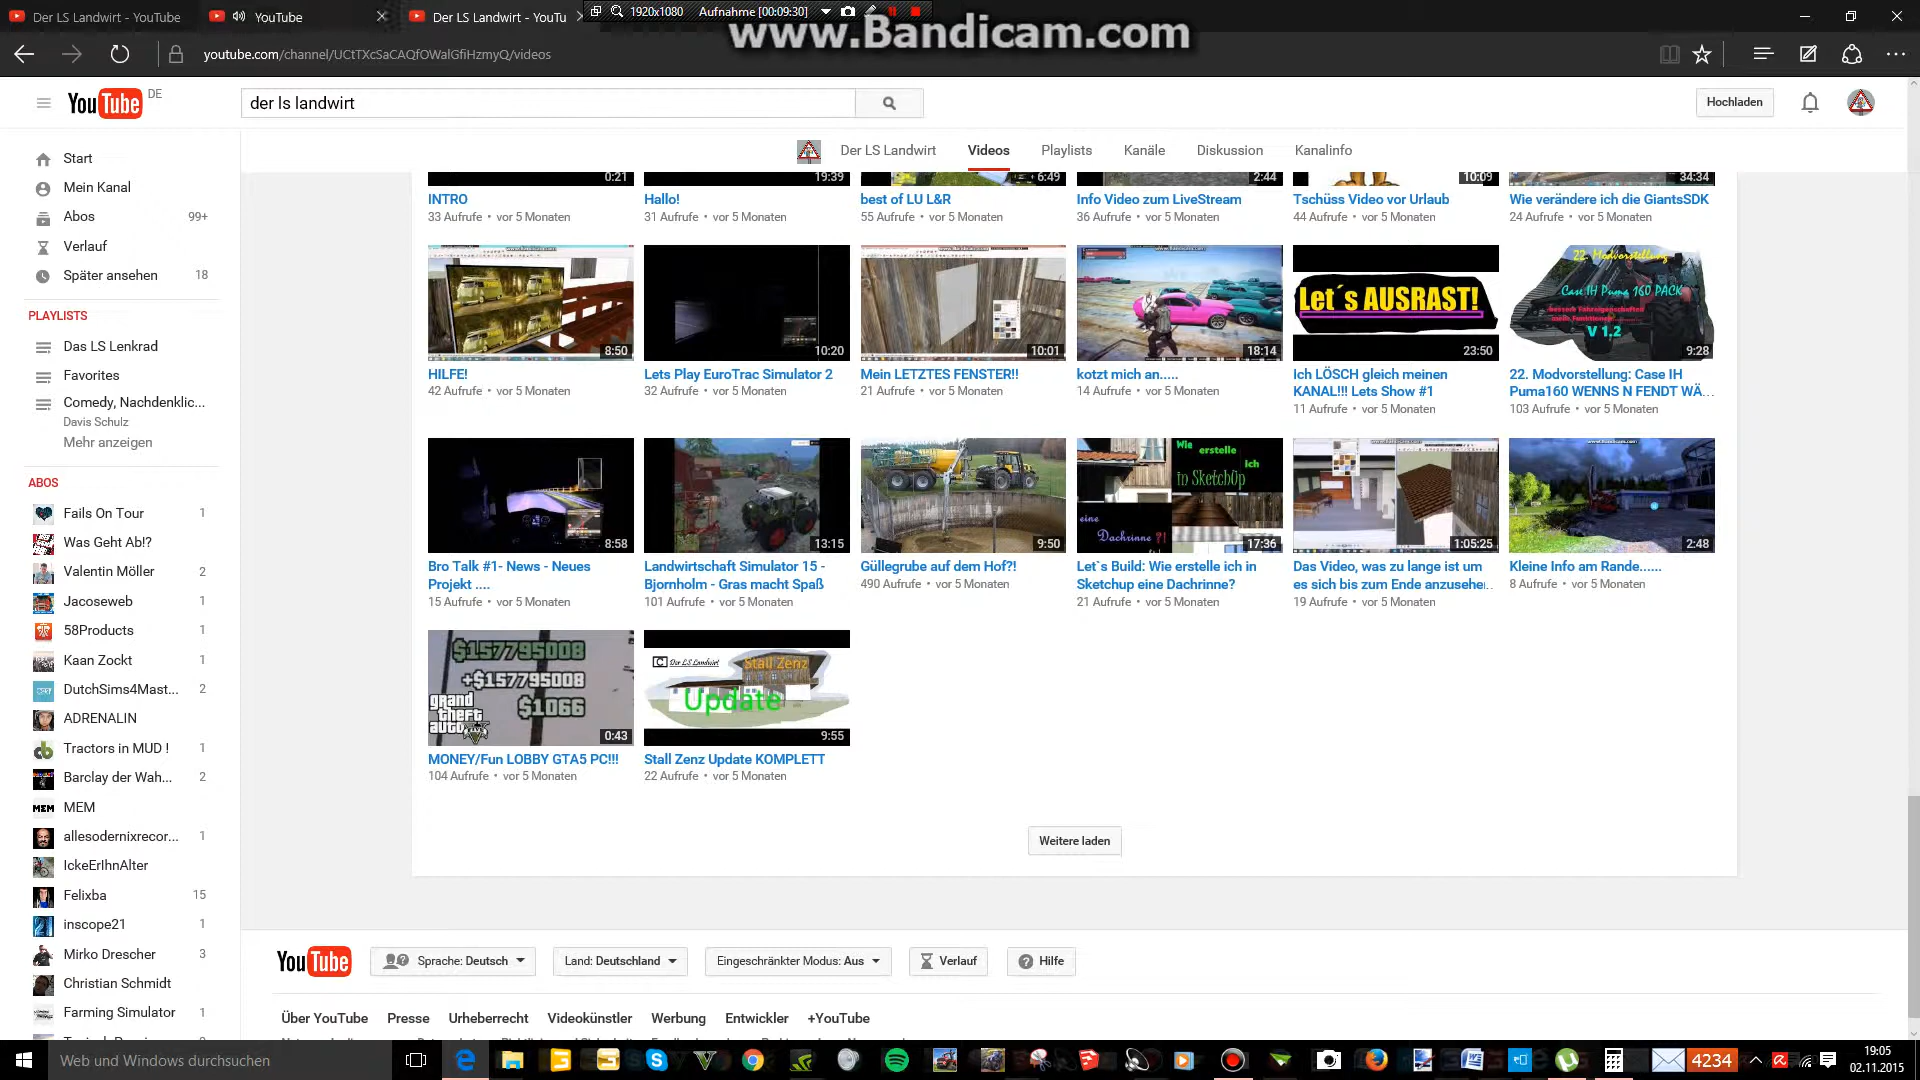 Der LS Landwirt - YouTube
YouTube
Der LS Landwirt - YouTu
1920x1080
Aufnahme [00:09:30]
www.Bandicam.com
youtube.com/channel/UCtTXcSaCAQfOWalGfiHzmyQ/videos
YouTube DE
der ls landwirt
Hochladen
Der LS Landwirt
Videos
Playlists
Kanäle
Diskussion
Kanalinfo
Start
Mein Kanal
Abos 99+
Verlauf
Später ansehen 18
PLAYLISTS
Das LS Lenkrad
Favorites
Comedy, Nachdenklic...
Davis Schulz
Mehr anzeigen
ABOS
Fails On Tour 1
Was Geht Ab!?
Valentin Möller 2
Jacoseweb 1
58Products 1
Kaan Zockt 1
DutchSims4Mast... 2
ADRENALIN
Tractors in MUD ! 1
Barclay der Wah... 2
MEM
allesodernixrecor... 1
IckeErIhnAlter
Felixba 15
inscope21 1
Mirko Drescher 3
Christian Schmidt
Farming Simulator 1
0:21
INTRO
33 Aufrufe • vor 5 Monaten
19:39
Hallo!
31 Aufrufe • vor 5 Monaten
6:49
best of LU L&R
55 Aufrufe • vor 5 Monaten
2:44
Info Video zum LiveStream
36 Aufrufe • vor 5 Monaten
10:09
Tschüss Video vor Urlaub
44 Aufrufe • vor 5 Monaten
34:34
Wie verändere ich die GiantsSDK
24 Aufrufe • vor 5 Monaten
8:50
HILFE!
42 Aufrufe • vor 5 Monaten
10:20
Lets Play EuroTrac Simulator 2
32 Aufrufe • vor 5 Monaten
10:01
Mein LETZTES FENSTER!!
21 Aufrufe • vor 5 Monaten
18:14
kotzt mich an.....
14 Aufrufe • vor 5 Monaten
Let´s AUSRAST!
23:50
Ich LÖSCH gleich meinen
KANAL!!! Lets Show #1
11 Aufrufe • vor 5 Monaten
22. Modvorstellung
Case IH Puma 160 PACK
V 1.2
9:28
22. Modvorstellung: Case IH
Puma160 WENNS N FENDT WÄ...
103 Aufrufe • vor 5 Monaten
8:58
Bro Talk #1- News - Neues
Projekt ....
15 Aufrufe • vor 5 Monaten
13:15
Landwirtschaft Simulator 15 -
Bjornholm - Gras macht Spaß
101 Aufrufe • vor 5 Monaten
9:50
Güllegrube auf dem Hof?!
490 Aufrufe • vor 5 Monaten
Wie
erstelle
ich
in SketchUp
eine
Dachrinne ?!
17:36
Let`s Build: Wie erstelle ich in
Sketchup eine Dachrinne?
21 Aufrufe • vor 5 Monaten
1:05:25
Das Video, was zu lange ist um
es sich bis zum Ende anzusehe...
19 Aufrufe • vor 5 Monaten
2:48
Kleine Info am Rande......
8 Aufrufe • vor 5 Monaten
$157795008
+$157795008
$1066
grand
theft
auto V
0:43
MONEY/Fun LOBBY GTA5 PC!!!
104 Aufrufe • vor 5 Monaten
C Der LS Landwirt
Stall Zenz
Update
9:55
Stall Zenz Update KOMPLETT
22 Aufrufe • vor 5 Monaten
Weitere laden
YouTube
Sprache: Deutsch
Land: Deutschland
Eingeschränkter Modus: Aus
Verlauf
Hilfe
Über YouTube
Presse
Urheberrecht
Videokünstler
Werbung
Entwickler
+YouTube
Web und Windows durchsuchen
4234
19:05
02.11.2015